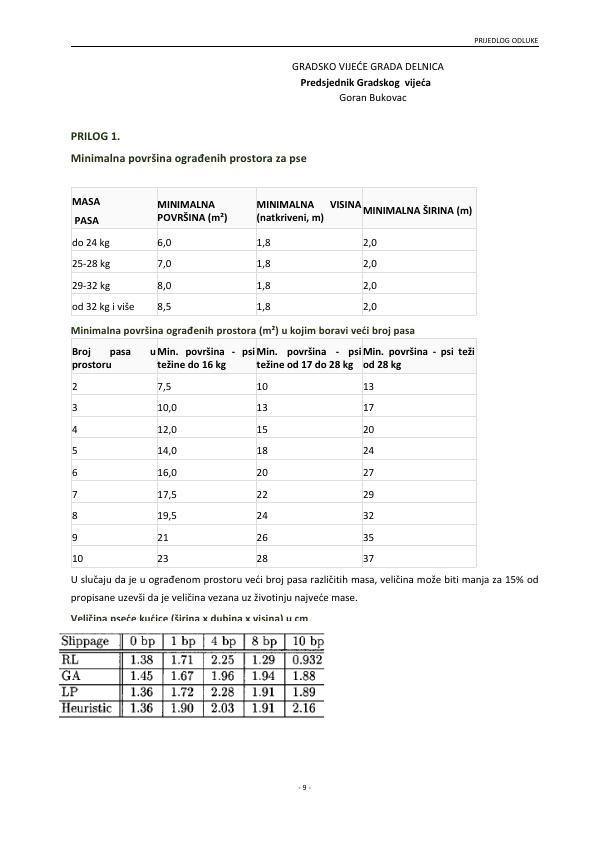 PRIJEDLOG ODLUKE
GRADSKO VIJEĆE GRADA DELNICA
Predsjednik Gradskog vijeća
Goran Bukovac
PRILOG 1.
Minimalna površina ograđenih prostora za pse
MASA PASA MINIMALNA POVRŠINA (m²) MINIMALNA VISINA (natkriveni, m) MINIMALNA ŠIRINA (m)
do 24 kg 6,0 1,8 2,0
25-28 kg 7,0 1,8 2,0
29-32 kg 8,0 1,8 2,0
od 32 kg i više 8,5 1,8 2,0
Minimalna površina ograđenih prostora (m²) u kojim boravi veći broj pasa
Broj pasa u prostoru Min. površina - psi težine do 16 kg Min. površina - psi težine od 17 do 28 kg Min. površina - psi teži od 28 kg
2 7,5 10 13
3 10,0 13 17
4 12,0 15 20
5 14,0 18 24
6 16,0 20 27
7 17,5 22 29
8 19,5 24 32
9 21 26 35
10 23 28 37
U slučaju da je u ograđenom prostoru veći broj pasa različitih masa, veličina može biti manja za 15% od
propisane uzevši da je veličina vezana uz životinju najveće mase.
Veličina pseće kućice (širina x dubina x visina) u cm
Slippage 0 bp 1 bp 4 bp 8 bp 10 bp
RL 1.38 1.71 2.25 1.29 0.932
GA 1.45 1.67 1.96 1.94 1.88
LP 1.36 1.72 2.28 1.91 1.89
Heuristic 1.36 1.90 2.03 1.91 2.16
- 9 -